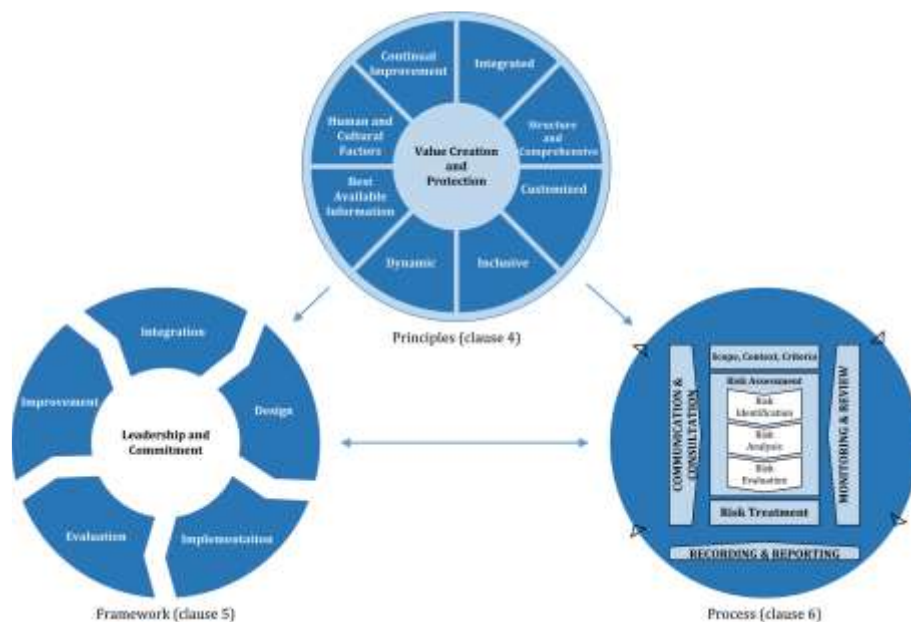 Continual
Improvement
Integrated
Human and
Cultural
Factors
Structure
and
Comprehensive
Value Creation
and
Protection
Best
Available
Information
Customized
Dynamic
Inclusive
Principles (clause 4)
Integration
Improvement
Design
Leadership and
Commitment
Evaluation
Implementation
Framework (clause 5)
Scope, Context, Criteria
Risk Assessment
Risk
Identification
Risk
Analysis
Risk
Evaluation
Risk Treatment
COMMUNICATION &
CONSULTATION
MONITORING & REVIEW
RECORDING & REPORTING
Process (clause 6)